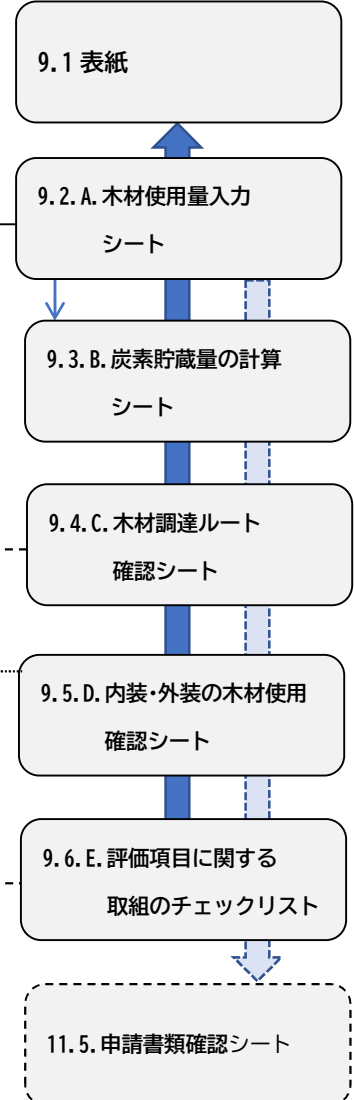 9.1 表紙
9.2.A.木材使用量入力
シート
9.3.B.炭素貯蔵量の計算
シート
9.4.C.木材調達ルート
確認シート
9.5.D.内装・外装の木材使用
確認シート
9.6.E.評価項目に関する
取組のチェックリスト
11.5.申請書類確認シート